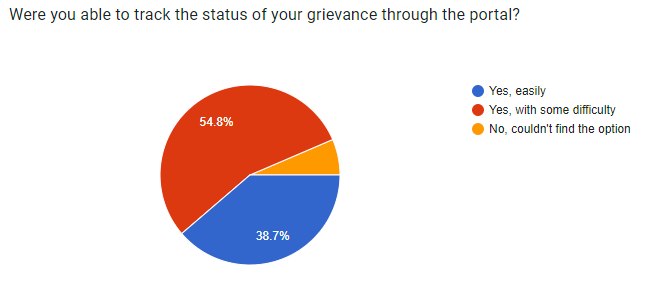 Were you able to track the status of your grievance through the portal?
Yes, easily
Yes, with some difficulty
No, couldn't find the option
54.8%
38.7%